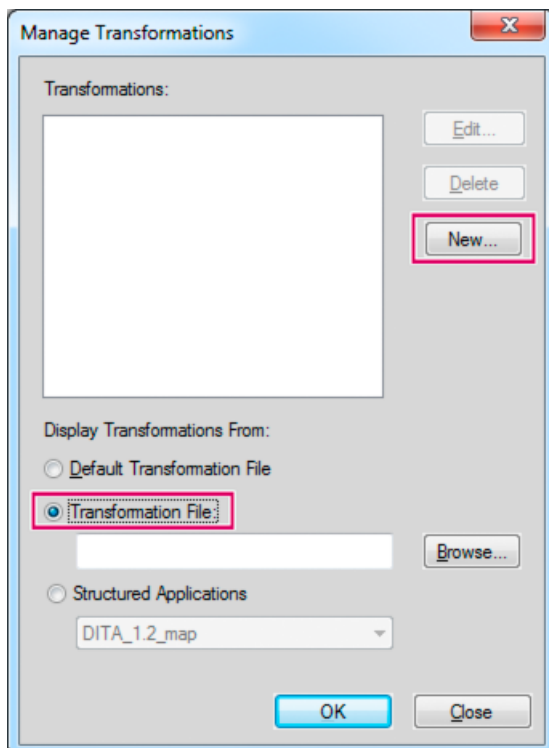 Manage Transformations
Transformations:
Edit...
Delete
New...
Display Transformations From:
Default Transformation File
Transformation File:
Browse...
Structured Applications
DITA_1.2_map
OK
Close